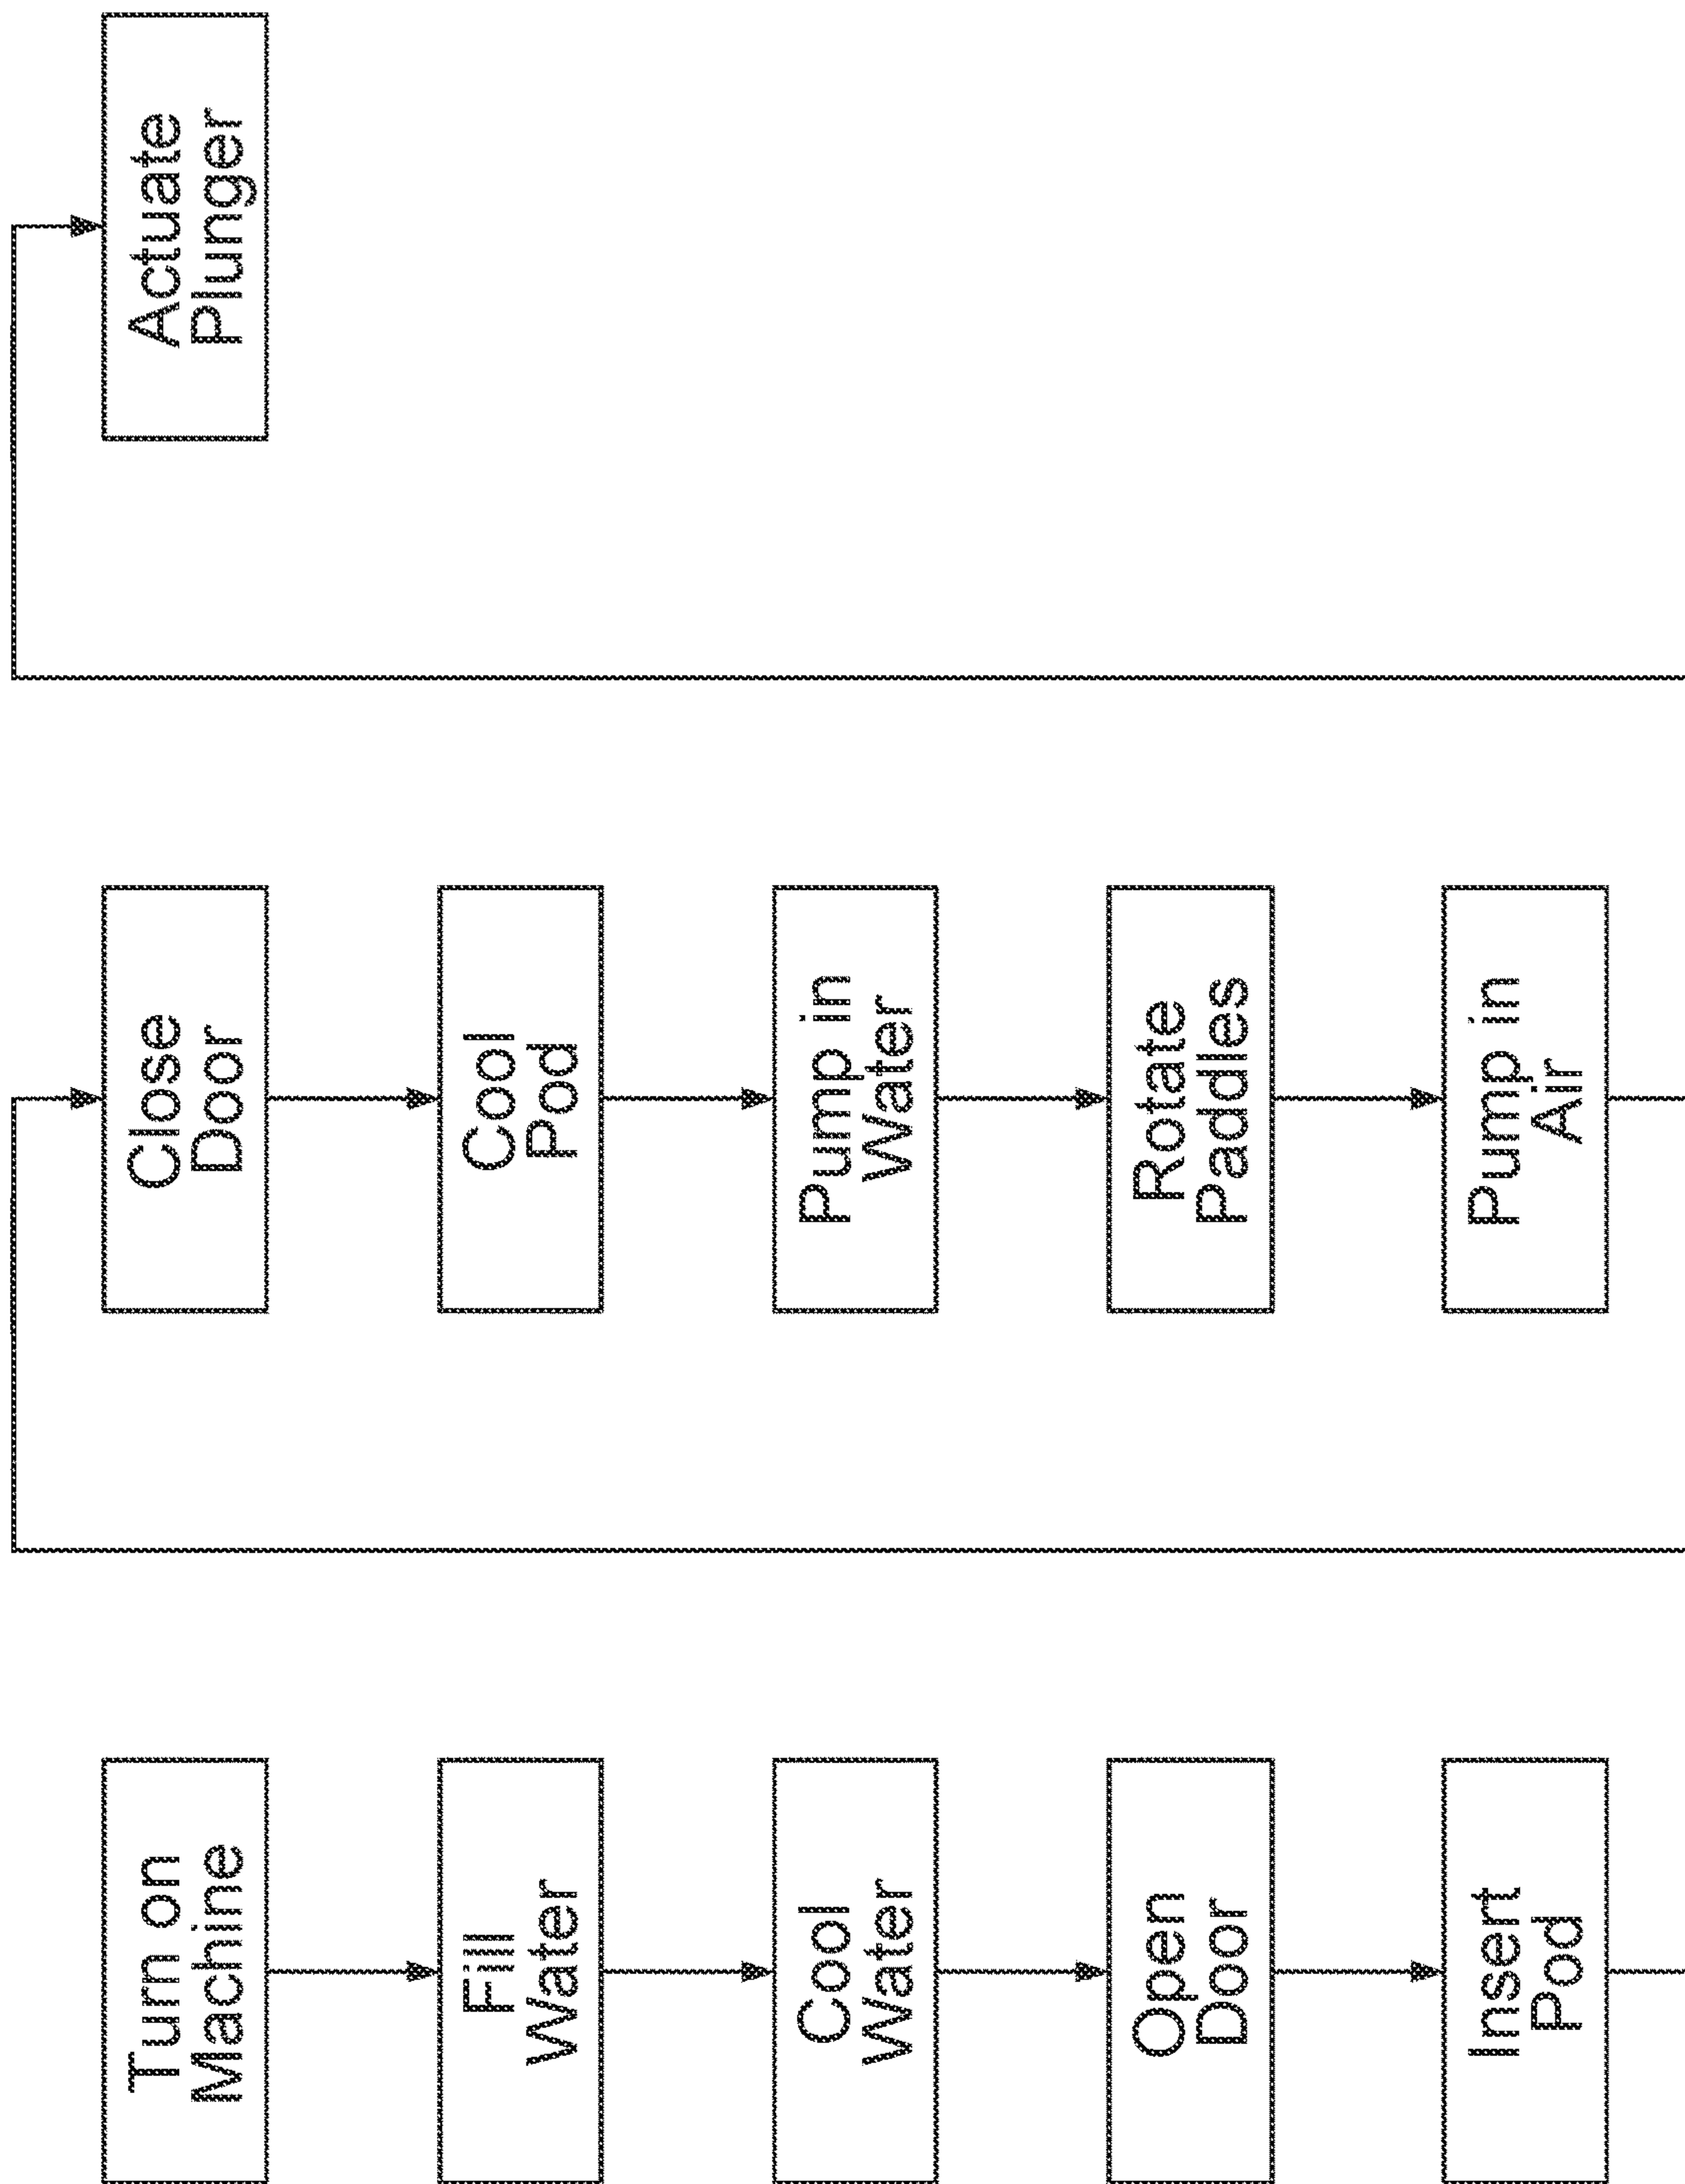 Turn on
Machine
Fill
Water
Cool
Water
Open
Door
Insert
Pod
Close
Door
Cool
Pod
Pump in
Water
Rotate
Paddles
Pump in
Air
Actuate
Plunger